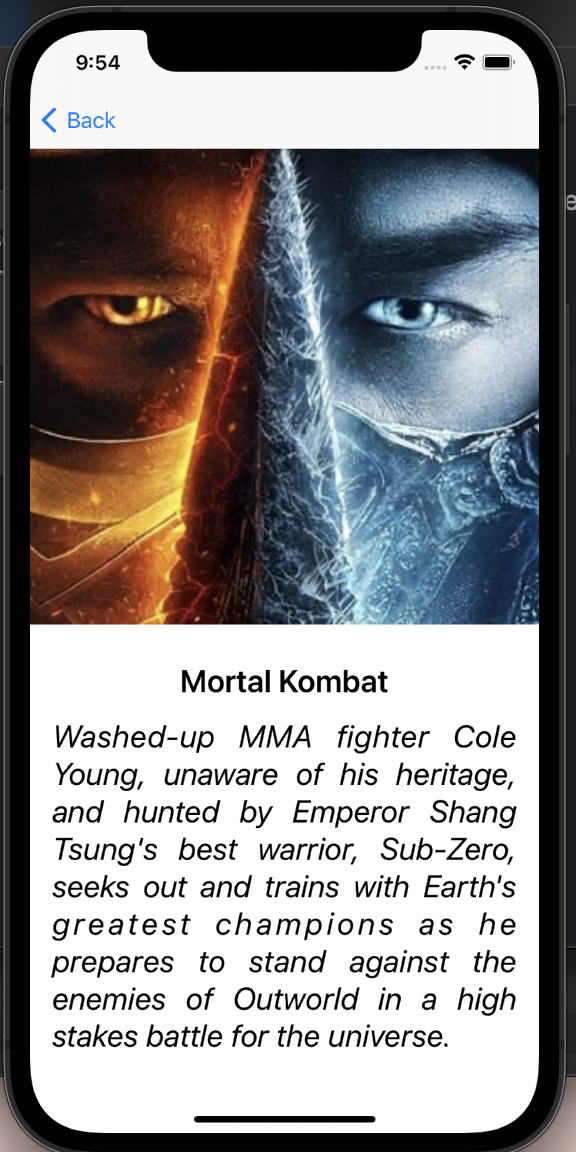 9:54
Back
Mortal Kombat
Washed-up MMA fighter Cole
Young, unaware of his heritage,
and hunted by Emperor Shang
Tsung's best warrior, Sub-Zero,
seeks out and trains with Earth's
greatest champions as he
prepares to stand against the
enemies of Outworld in a high
stakes battle for the universe.